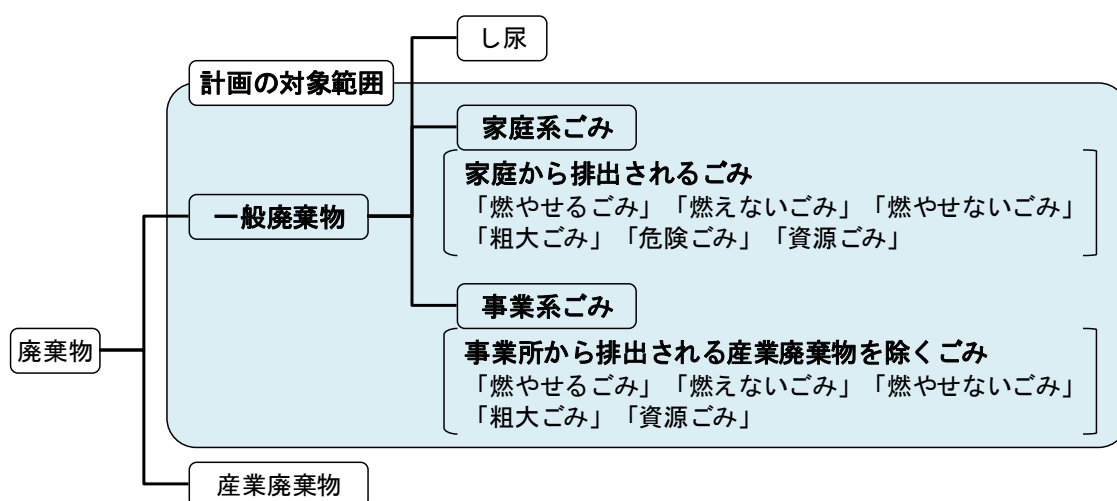 し尿
計画の対象範囲
家庭系ごみ
家庭から排出されるごみ
「燃やせるごみ」「燃えないごみ」「燃やせないごみ」
「粗大ごみ」「危険ごみ」「資源ごみ」
一般廃棄物
事業系ごみ
事業所から排出される産業廃棄物を除くごみ
「燃やせるごみ」「燃えないごみ」「燃やせないごみ」
「粗大ごみ」「資源ごみ」
廃棄物
産業廃棄物